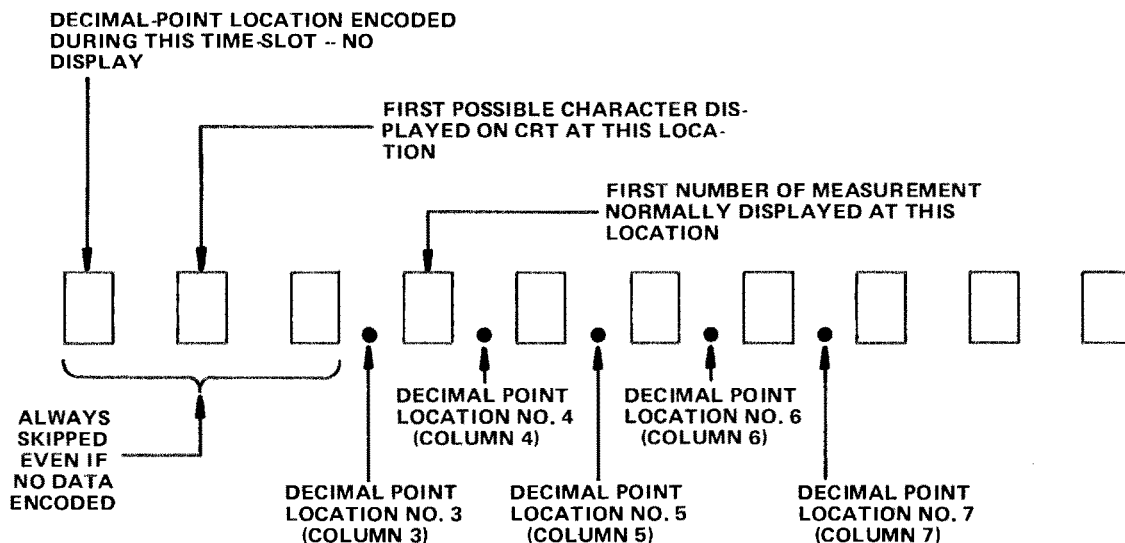 DECIMAL-POINT LOCATION ENCODED
DURING THIS TIME-SLOT -- NO
DISPLAY
FIRST POSSIBLE CHARACTER DIS-
PLAYED ON CRT AT THIS LOCA-
TION
FIRST NUMBER OF MEASUREMENT
NORMALLY DISPLAYED AT THIS
LOCATION
ALWAYS
SKIPPED
EVEN IF
NO DATA
ENCODED
DECIMAL POINT
LOCATION NO. 4
(COLUMN 4)
DECIMAL POINT
LOCATION NO. 6
(COLUMN 6)
DECIMAL POINT
LOCATION NO. 3
(COLUMN 3)
DECIMAL POINT
LOCATION NO. 5
(COLUMN 5)
DECIMAL POINT
LOCATION NO. 7
(COLUMN 7)